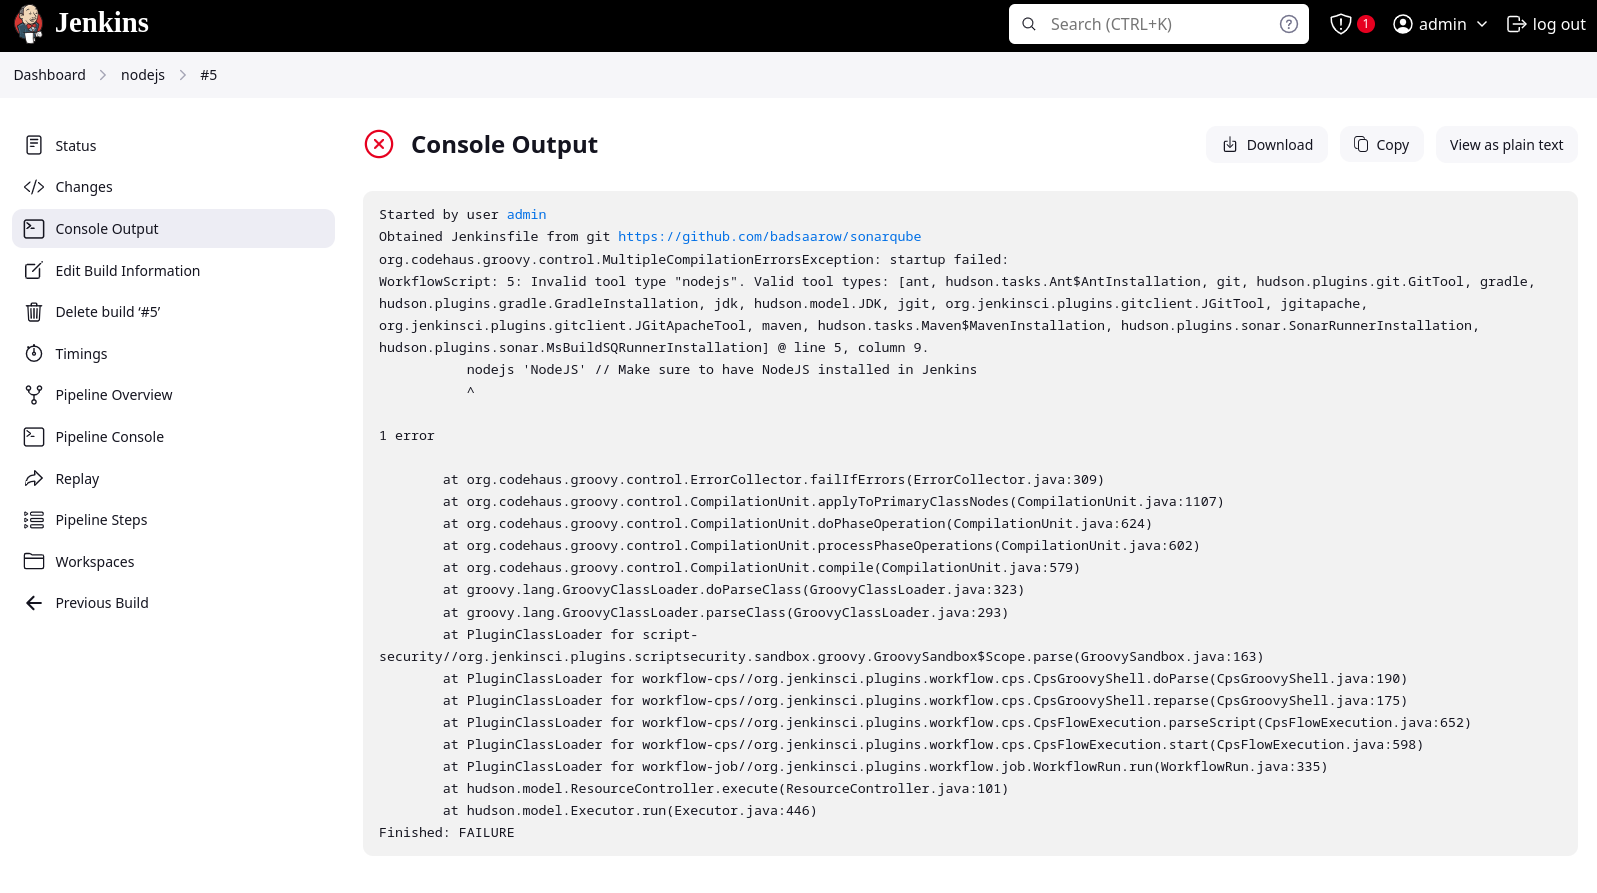 Jenkins
Search (CTRL+K)
1
admin
log out
Dashboard
nodejs
#5
Status
Changes
Console Output
Edit Build Information
Delete build ‘#5’
Timings
Pipeline Overview
Pipeline Console
Replay
Pipeline Steps
Workspaces
Previous Build
Console Output
Download
Copy
View as plain text
Started by user admin
Obtained Jenkinsfile from git https://github.com/badsaarow/sonarqube
org.codehaus.groovy.control.MultipleCompilationErrorsException: startup failed:
WorkflowScript: 5: Invalid tool type "nodejs". Valid tool types: [ant, hudson.tasks.Ant$AntInstallation, git, hudson.plugins.git.GitTool, gradle,
hudson.plugins.gradle.GradleInstallation, jdk, hudson.model.JDK, jgit, org.jenkinsci.plugins.gitclient.JGitTool, jgitapache,
org.jenkinsci.plugins.gitclient.JGitApacheTool, maven, hudson.tasks.Maven$MavenInstallation, hudson.plugins.sonar.SonarRunnerInstallation,
hudson.plugins.sonar.MsBuildSQRunnerInstallation] @ line 5, column 9.
           nodejs 'NodeJS' // Make sure to have NodeJS installed in Jenkins
           ^
1 error
	at org.codehaus.groovy.control.ErrorCollector.failIfErrors(ErrorCollector.java:309)
	at org.codehaus.groovy.control.CompilationUnit.applyToPrimaryClassNodes(CompilationUnit.java:1107)
	at org.codehaus.groovy.control.CompilationUnit.doPhaseOperation(CompilationUnit.java:624)
	at org.codehaus.groovy.control.CompilationUnit.processPhaseOperations(CompilationUnit.java:602)
	at org.codehaus.groovy.control.CompilationUnit.compile(CompilationUnit.java:579)
	at groovy.lang.GroovyClassLoader.doParseClass(GroovyClassLoader.java:323)
	at groovy.lang.GroovyClassLoader.parseClass(GroovyClassLoader.java:293)
	at PluginClassLoader for script-
security//org.jenkinsci.plugins.scriptsecurity.sandbox.groovy.GroovySandbox$Scope.parse(GroovySandbox.java:163)
	at PluginClassLoader for workflow-cps//org.jenkinsci.plugins.workflow.cps.CpsGroovyShell.doParse(CpsGroovyShell.java:190)
	at PluginClassLoader for workflow-cps//org.jenkinsci.plugins.workflow.cps.CpsGroovyShell.reparse(CpsGroovyShell.java:175)
	at PluginClassLoader for workflow-cps//org.jenkinsci.plugins.workflow.cps.CpsFlowExecution.parseScript(CpsFlowExecution.java:652)
	at PluginClassLoader for workflow-cps//org.jenkinsci.plugins.workflow.cps.CpsFlowExecution.start(CpsFlowExecution.java:598)
	at PluginClassLoader for workflow-job//org.jenkinsci.plugins.workflow.job.WorkflowRun.run(WorkflowRun.java:335)
	at hudson.model.ResourceController.execute(ResourceController.java:101)
	at hudson.model.Executor.run(Executor.java:446)
Finished: FAILURE